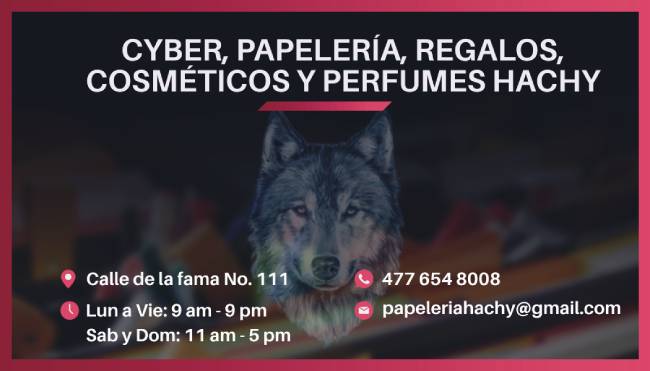 CYBER, PAPELERÍA, REGALOS,
COSMÉTICOS Y PERFUMES HACHY
Calle de la fama No. 111
Lun a Vie: 9 am - 9 pm
Sab y Dom: 11 am - 5 pm
477 654 8008
papeleriahachy@gmail.com